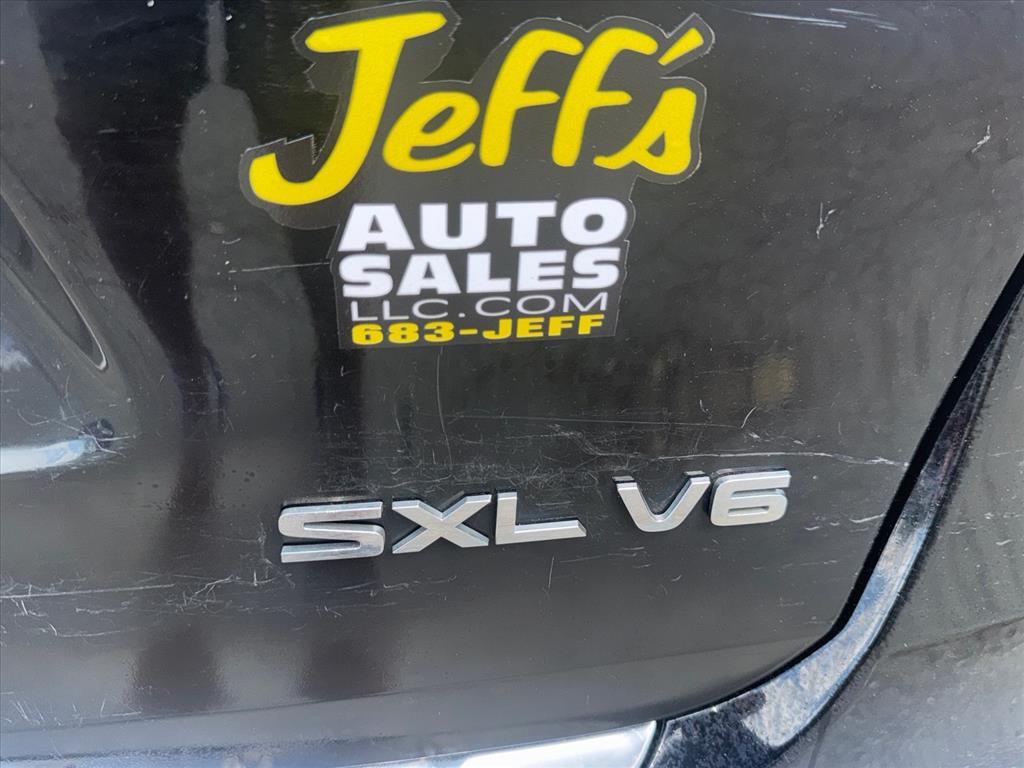 Jeff's
AUTO
SALES
LLC.COM
683-JEFF
SXL V6